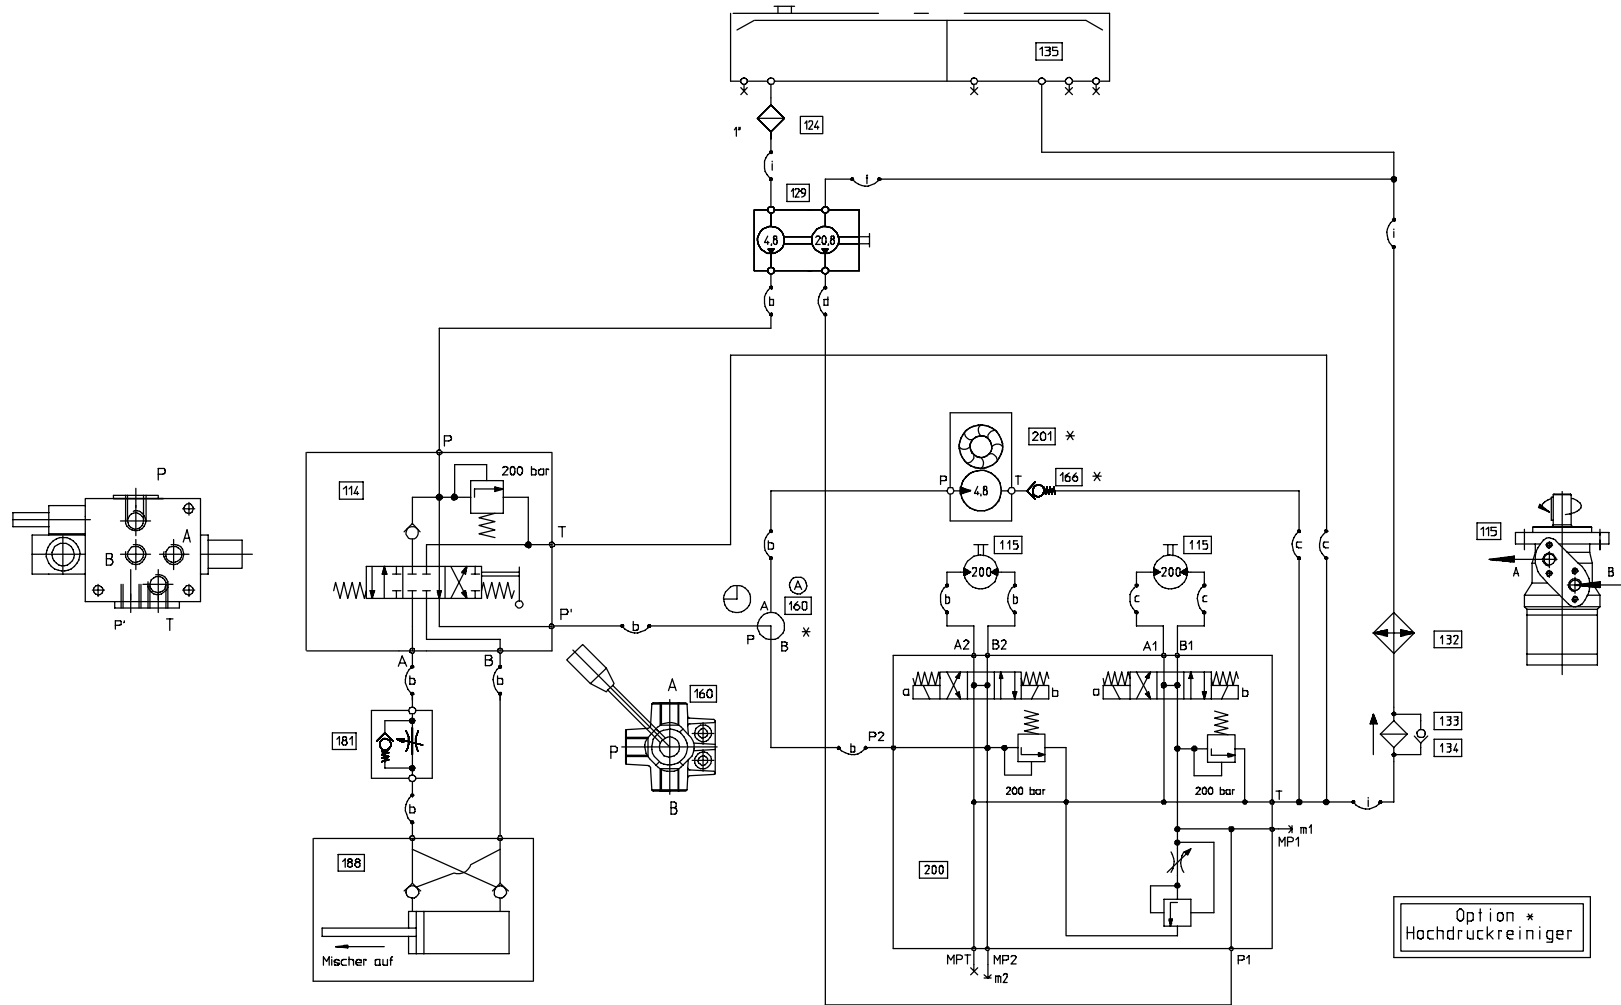 135
1"
124
i
129
f
4,8
20,8
i
b
d
P
201 *
200 bar
114
P
T
166 *
4,8
P
A
B
T
b
c
c
115
115
115
200
200
A
B
P'
T
P'
b
A
A
160
*
P
B
b
b
c
c
A2
B2
A1
B1
132
A
B
b
b
A
160
a
b
a
b
181
P
B
b
P2
133
134
200 bar
200 bar
T
i
b
m1
MP1
188
200
Option *
Hochdruckreiniger
Mischer auf
MPT
MP2
m2
P1